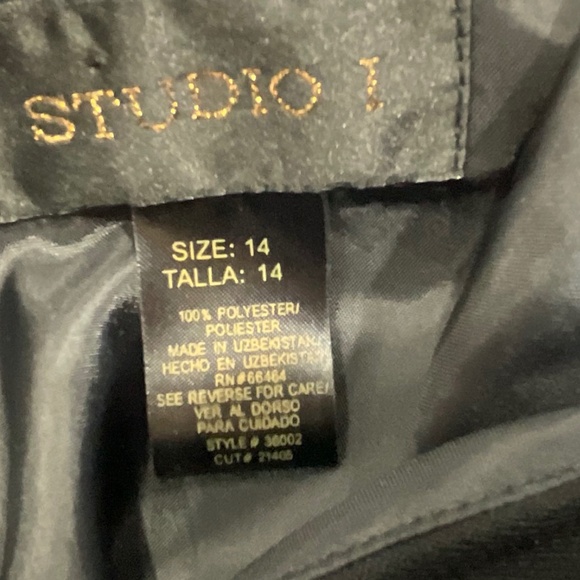 STUDIO I
SIZE: 14
TALLA: 14
100% POLYESTER/
POLIESTER
MADE IN UZBEKISTAN/
HECHO EN UZBEKISTAN
RN#66464
SEE REVERSE FOR CARE/
VER AL DORSO
PARA CUIDADO
STYLE# 36002
CUT# 21405